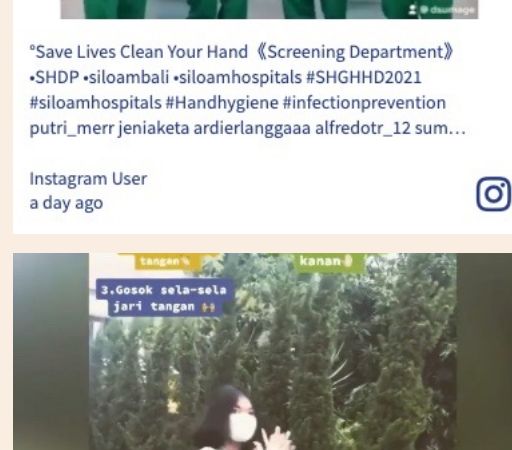 @dsumage
°Save Lives Clean Your Hand 《Screening Department》
•SHDP •siloambali •siloamhospitals #SHGHHD2021
#siloamhospitals #Handhygiene #infectionprevention
putri_merr jeniaketa ardierlanggaaa alfredotr_12 sum…
Instagram User
a day ago
tangan
kanan
3.Gosok sela-sela
jari tangan 🙌